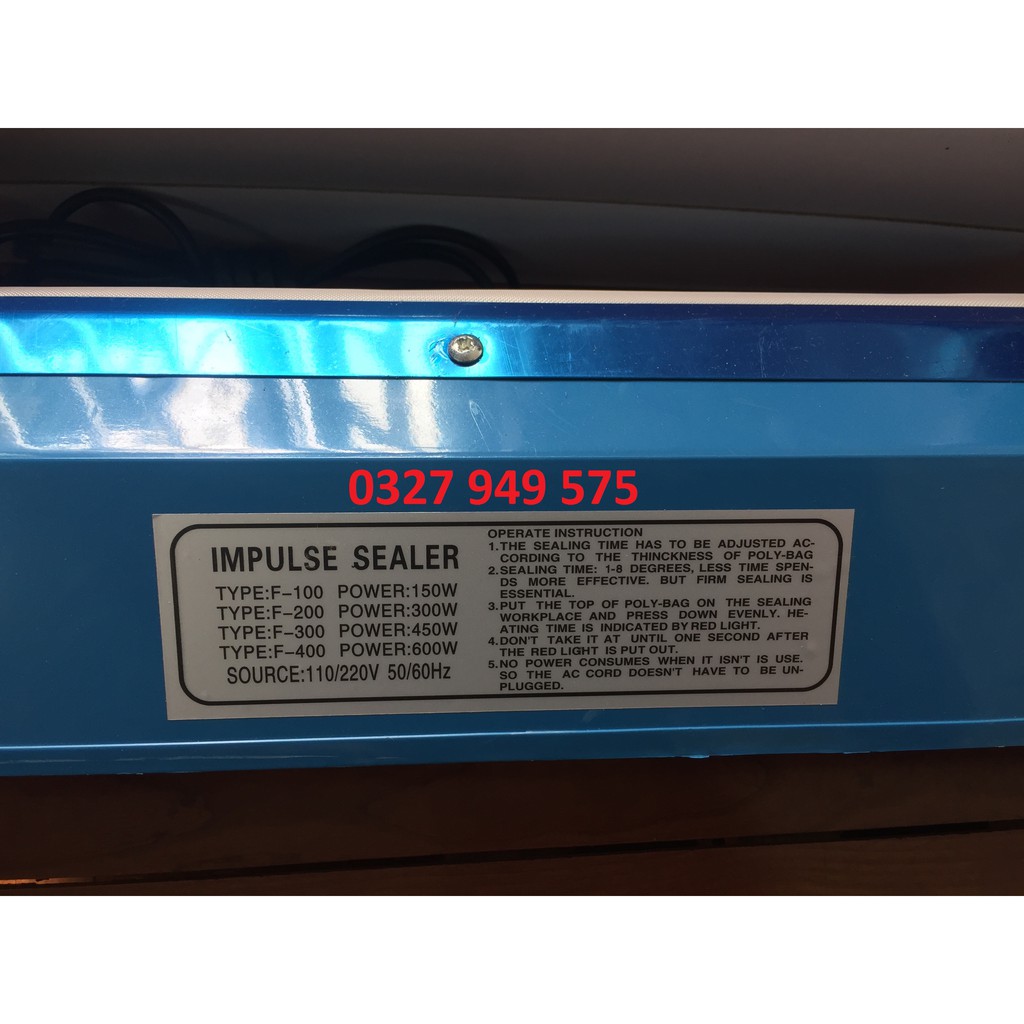 0327 949 575
IMPULSE SEALER
TYPE:F-100 POWER:150W
TYPE:F-200 POWER:300W
TYPE:F-300 POWER:450W
TYPE:F-400 POWER:600W
SOURCE:110/220V 50/60Hz
OPERATE INSTRUCTION
1.THE SEALING TIME HAS TO BE ADJUSTED AC-
CORDING TO THE THINCKNESS OF POLY-BAG
2.SEALING TIME: 1-8 DEGREES, LESS TIME SPEN-
DS MORE EFFECTIVE. BUT FIRM SEALING IS
ESSENTIAL.
3.PUT THE TOP OF POLY-BAG ON THE SEALING
WORKPLACE AND PRESS DOWN EVENLY. HE-
ATING TIME IS INDICATED BY RED LIGHT.
4.DON'T TAKE IT AT UNTIL ONE SECOND AFTER
THE RED LIGHT IS PUT OUT.
5.NO POWER CONSUMES WHEN IT ISN'T IS USE.
SO THE AC CORD DOESN'T HAVE TO BE UN-
PLUGGED.